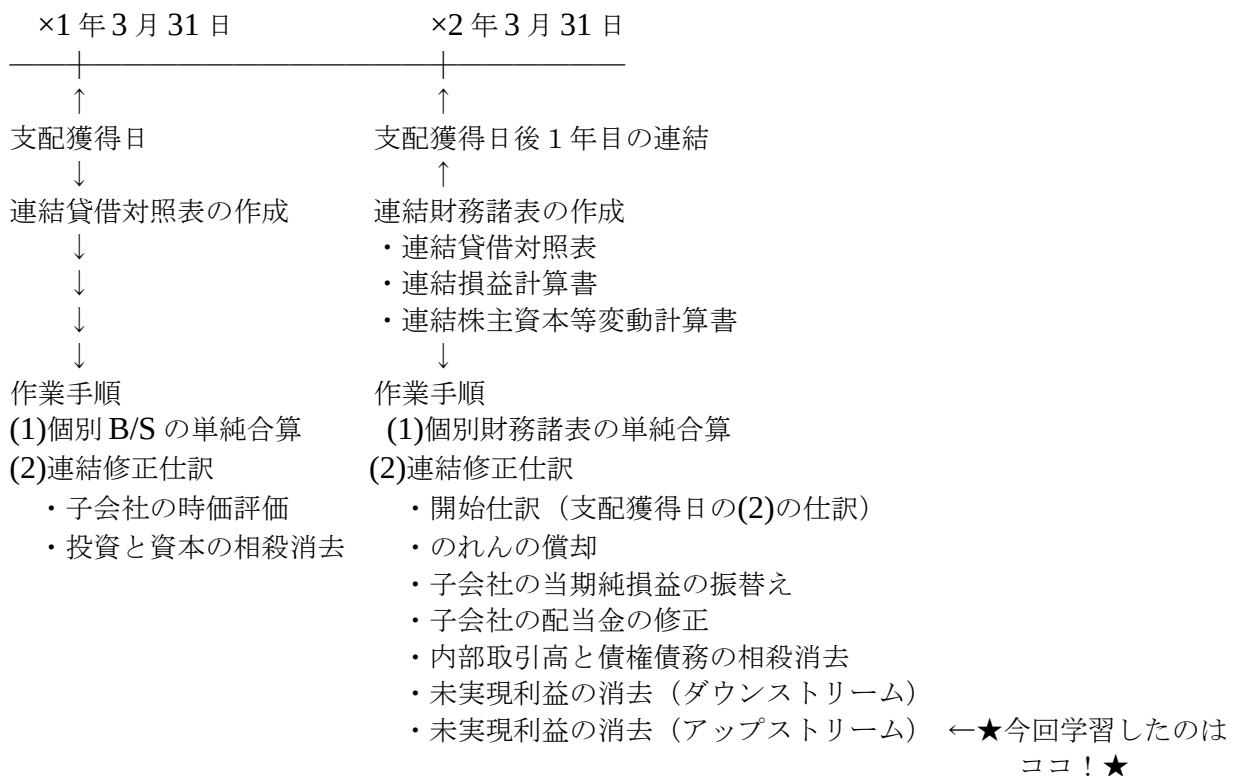 ×1年3月31日 ×2年3月31日
↑ ↑
支配獲得日 支配獲得日後1年目の連結
↓ ↑
連結貸借対照表の作成 連結財務諸表の作成
↓ ・連結貸借対照表
↓ ・連結損益計算書
↓ ・連結株主資本等変動計算書
↓ ↓
作業手順 作業手順
(1)個別B/Sの単純合算 (1)個別財務諸表の単純合算
(2)連結修正仕訳 (2)連結修正仕訳
・子会社の時価評価 ・開始仕訳(支配獲得日の(2)の仕訳)
・投資と資本の相殺消去 ・のれんの償却
・子会社の当期純損益の振替え
・子会社の配当金の修正
・内部取引高と債権債務の相殺消去
・未実現利益の消去(ダウンストリーム)
・未実現利益の消去(アップストリーム) ←★今回学習したのは
ココ!★